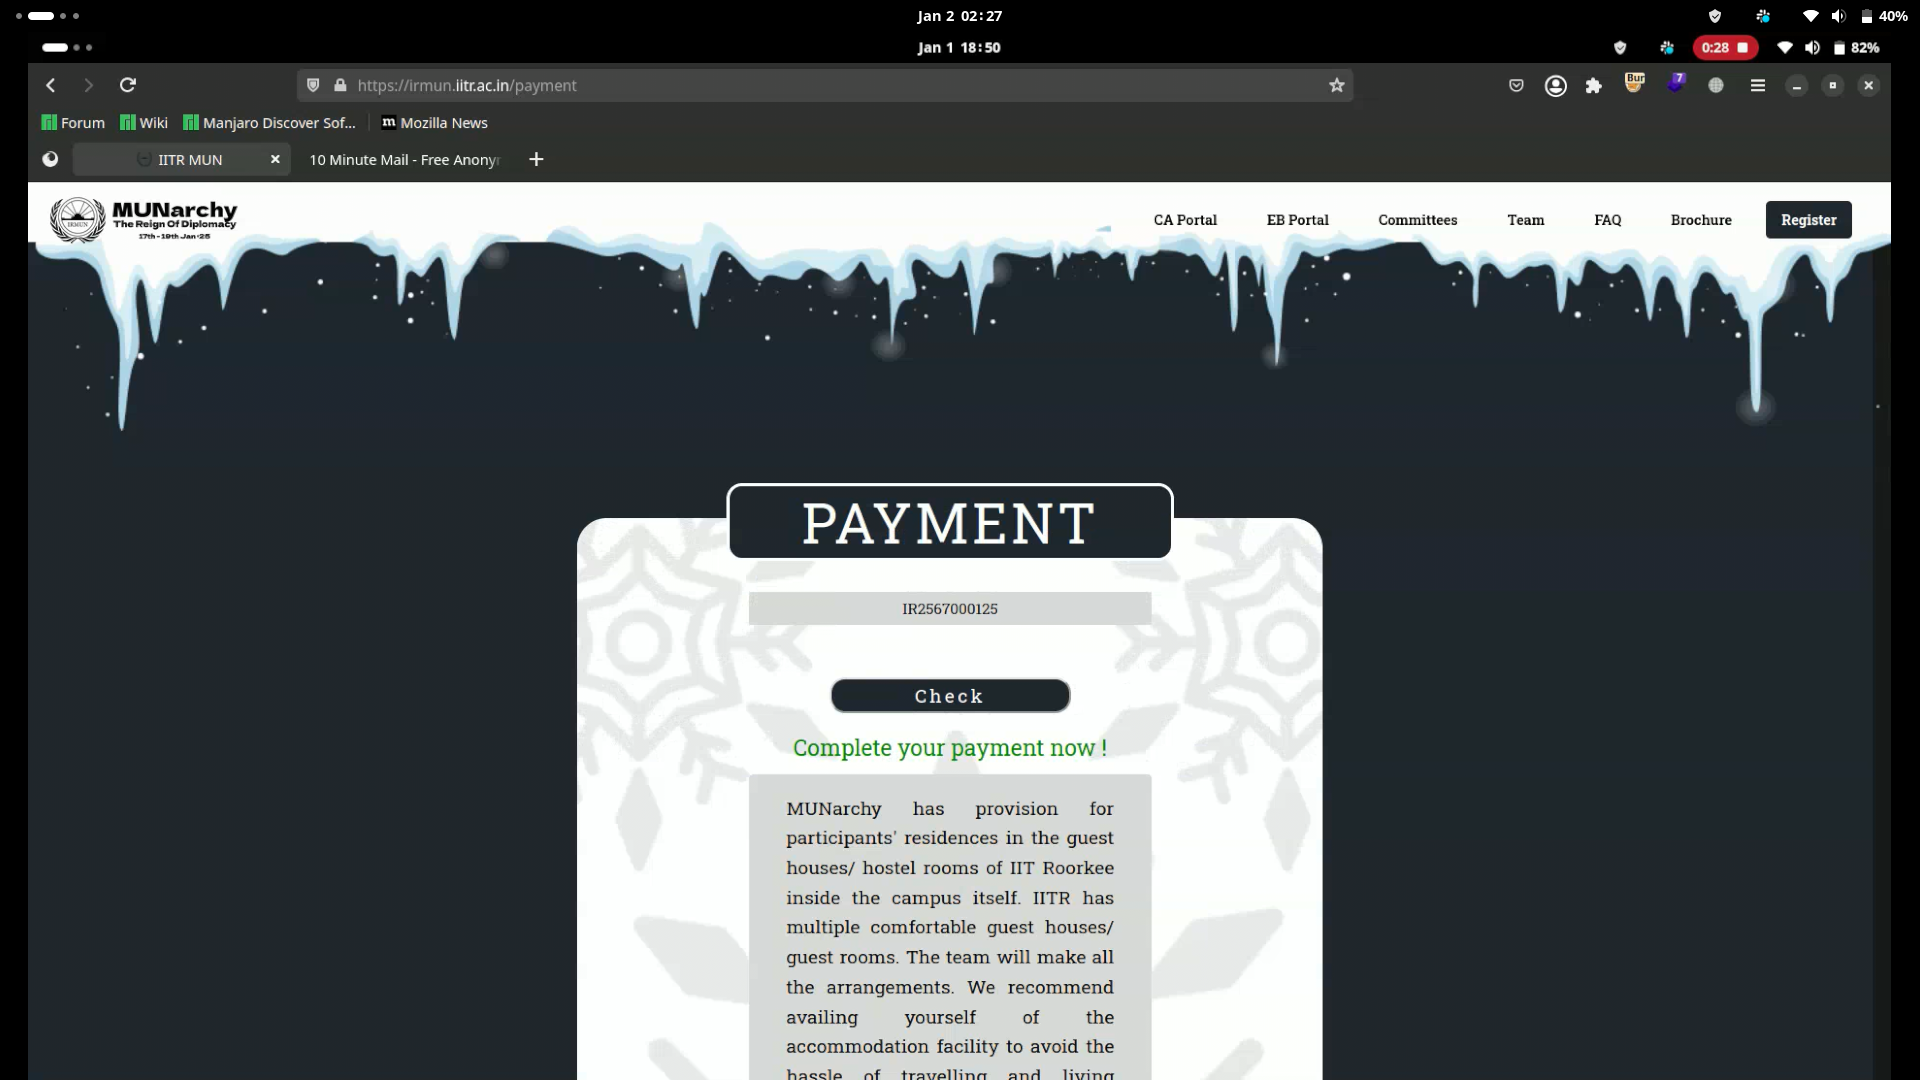 Jan 2 02:27
40%
Jan 1 18:50
0:28
82%
https://irmun.iitr.ac.in/payment
Bur
7
Forum
Wiki
Manjaro Discover Sof...
m
Mozilla News
IITR MUN
10 Minute Mail - Free Anony
IRMUN
MUNarchy
The Reign Of Diplomacy
17th - 19th Jan '25
CA Portal
EB Portal
Committees
Team
FAQ
Brochure
Register
PAYMENT
IR2567000125
Check
Complete your payment now !
MUNarchy has provision for
participants' residences in the guest
houses/ hostel rooms of IIT Roorkee
inside the campus itself. IITR has
multiple comfortable guest houses/
guest rooms. The team will make all
the arrangements. We recommend
availing yourself of the
accommodation facility to avoid the
hassle of travelling and living